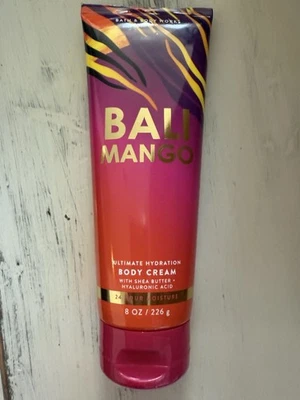 BATH & BODY WORKS
BALI
MANGO
ULTIMATE HYDRATION
BODY CREAM
WITH SHEA BUTTER +
HYALURONIC ACID
24 HOUR MOISTURE
8 OZ / 226 g